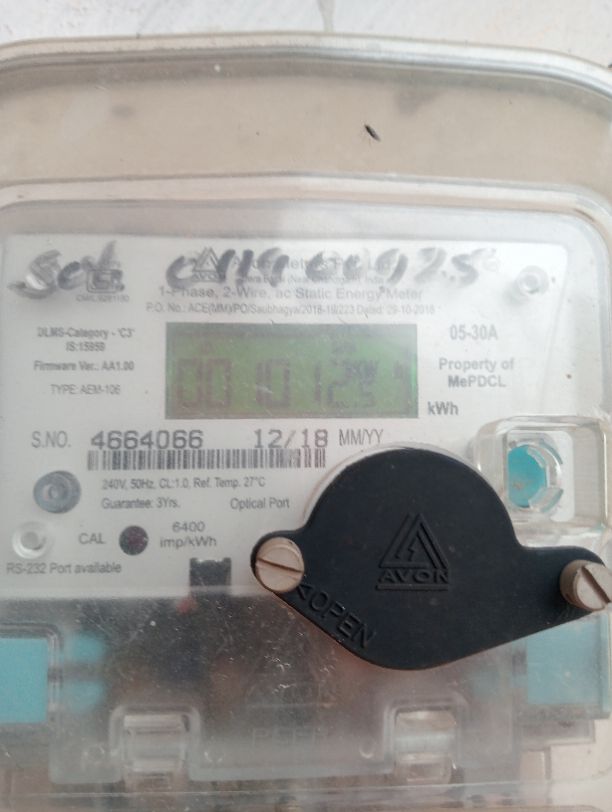 AVON
1-Phase, 2-Wire, ac Static Energy Meter
CM/L
P.O. No.: ACE(MM)/PO/Saubhagya/2018-19/223 Dated
DLMS-Category - 'C3'
IS:15959
05-30A
Firmware Ver.: AA1.00
Property of
MePDCL
TYPE: AEM-106
001012
kWh
S.NO. 4664066 12/18 MM/YY
240V, 50Hz, CL:1.0, Ref. Temp. 27°C
Guarantee: 3Yrs. Optical Port
CAL 6400
imp/kWh
RS-232 Port available
AVON
OPEN